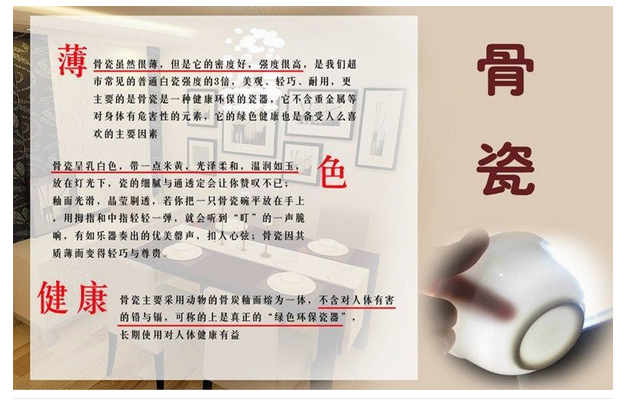 骨瓷
薄
骨瓷虽然很薄，但是它的密度好，强度很高，是我们超
市常见的普通白瓷强度的3倍，美观、轻巧、耐用，更
主要的是骨瓷是一种健康环保的瓷器，它不含重金属等
对身体有危害性的元素，它的绿色健康也是备受人么喜
欢的主要因素
色
骨瓷呈乳白色，带一点米黄，光泽柔和，温润如玉，
放在灯光下，瓷的细腻与通透定会让你赞叹不已；
釉面光滑，晶莹剔透，若你把一只骨瓷碗平放在手上
，用拇指和中指轻轻一弹，就会听到“叮”的一声脆
响，有如乐器奏出的优美馨声，扣人心弦；骨瓷因其
质薄而变得轻巧与尊贵。
健康
骨瓷主要采用动物的骨炭釉面熔为一体，不含对人体有害
的铅与镉，可称的上是真正的“绿色环保瓷器”，
长期使用对人体健康有益